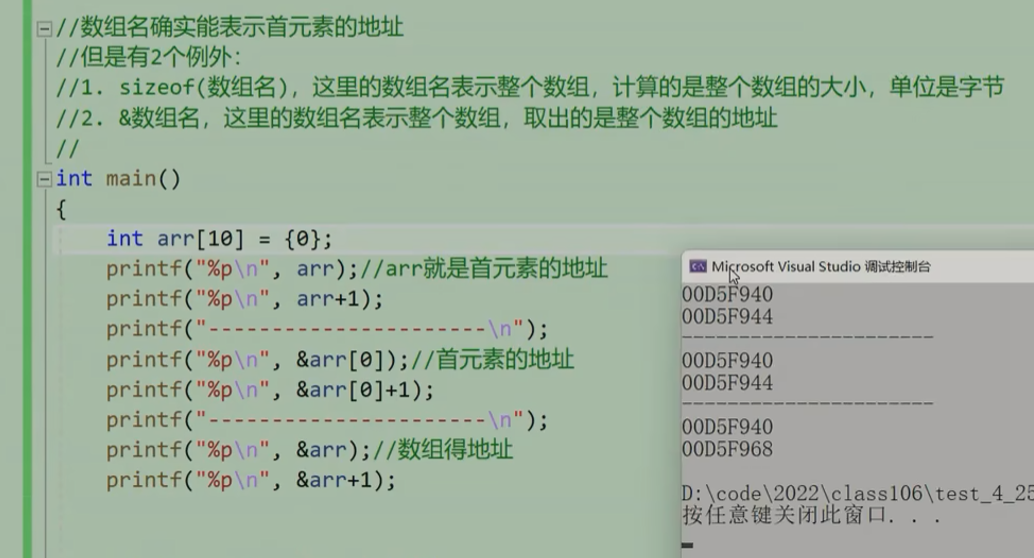 //数组名确实能表示首元素的地址
//但是有2个例外:
//1. sizeof(数组名), 这里的数组名表示整个数组, 计算的是整个数组的大小, 单位是字节
//2. &数组名, 这里的数组名表示整个数组, 取出的是整个数组的地址
//
int main()
{
int arr[10] = {0};
printf("%p\n", arr);//arr就是首元素的地址
printf("%p\n", arr+1);
printf("----------------------\n");
printf("%p\n", &arr[0]);//首元素的地址
printf("%p\n", &arr[0]+1);
printf("----------------------\n");
printf("%p\n", &arr);//数组得地址
printf("%p\n", &arr+1);
Microsoft Visual Studio 调试控制台
00D5F940
00D5F944
----------------------
00D5F940
00D5F944
----------------------
00D5F940
00D5F968
D:\code\2022\class106\test_4_25
按任意键关闭此窗口. . .